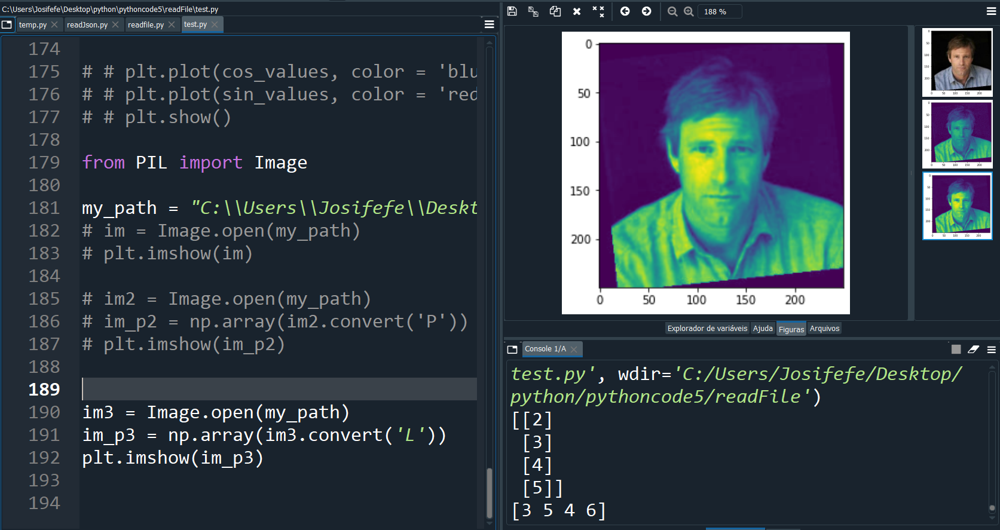 C:\Users\Josifefe\Desktop\python\pythoncode5\readFile\test.py
temp.py readJson.py readfile.py test.py
174
175 # # plt.plot(cos_values, color = 'blu
176 # # plt.plot(sin_values, color = 'red
177 # # plt.show()
178
179 from PIL import Image
180
181 my_path = "C:\\Users\\Josifefe\\Deskt
182 # im = Image.open(my_path)
183 # plt.imshow(im)
184
185 # im2 = Image.open(my_path)
186 # im_p2 = np.array(im2.convert('P'))
187 # plt.imshow(im_p2)
188
189
190 im3 = Image.open(my_path)
191 im_p3 = np.array(im3.convert('L'))
192 plt.imshow(im_p3)
193
194
188 %
0
50
100
150
200
0 50 100 150 200
Explorador de variáveis Ajuda Figuras Arquivos
Console 1/A
test.py', wdir='C:/Users/Josifefe/Desktop/
python/pythoncode5/readFile')
[[2]
[3]
[4]
[5]]
[3 5 4 6]